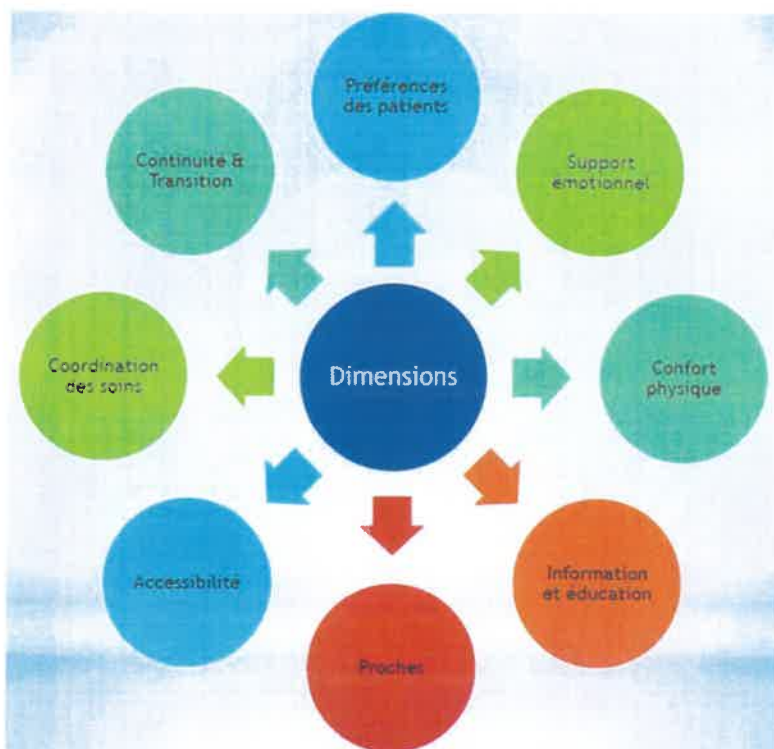 Préférences
des patients
Support
émotionnel
Confort
physique
Information
et éducation
Proches
Accessibilité
Coordination
des soins
Continuité &
Transition
Dimensions